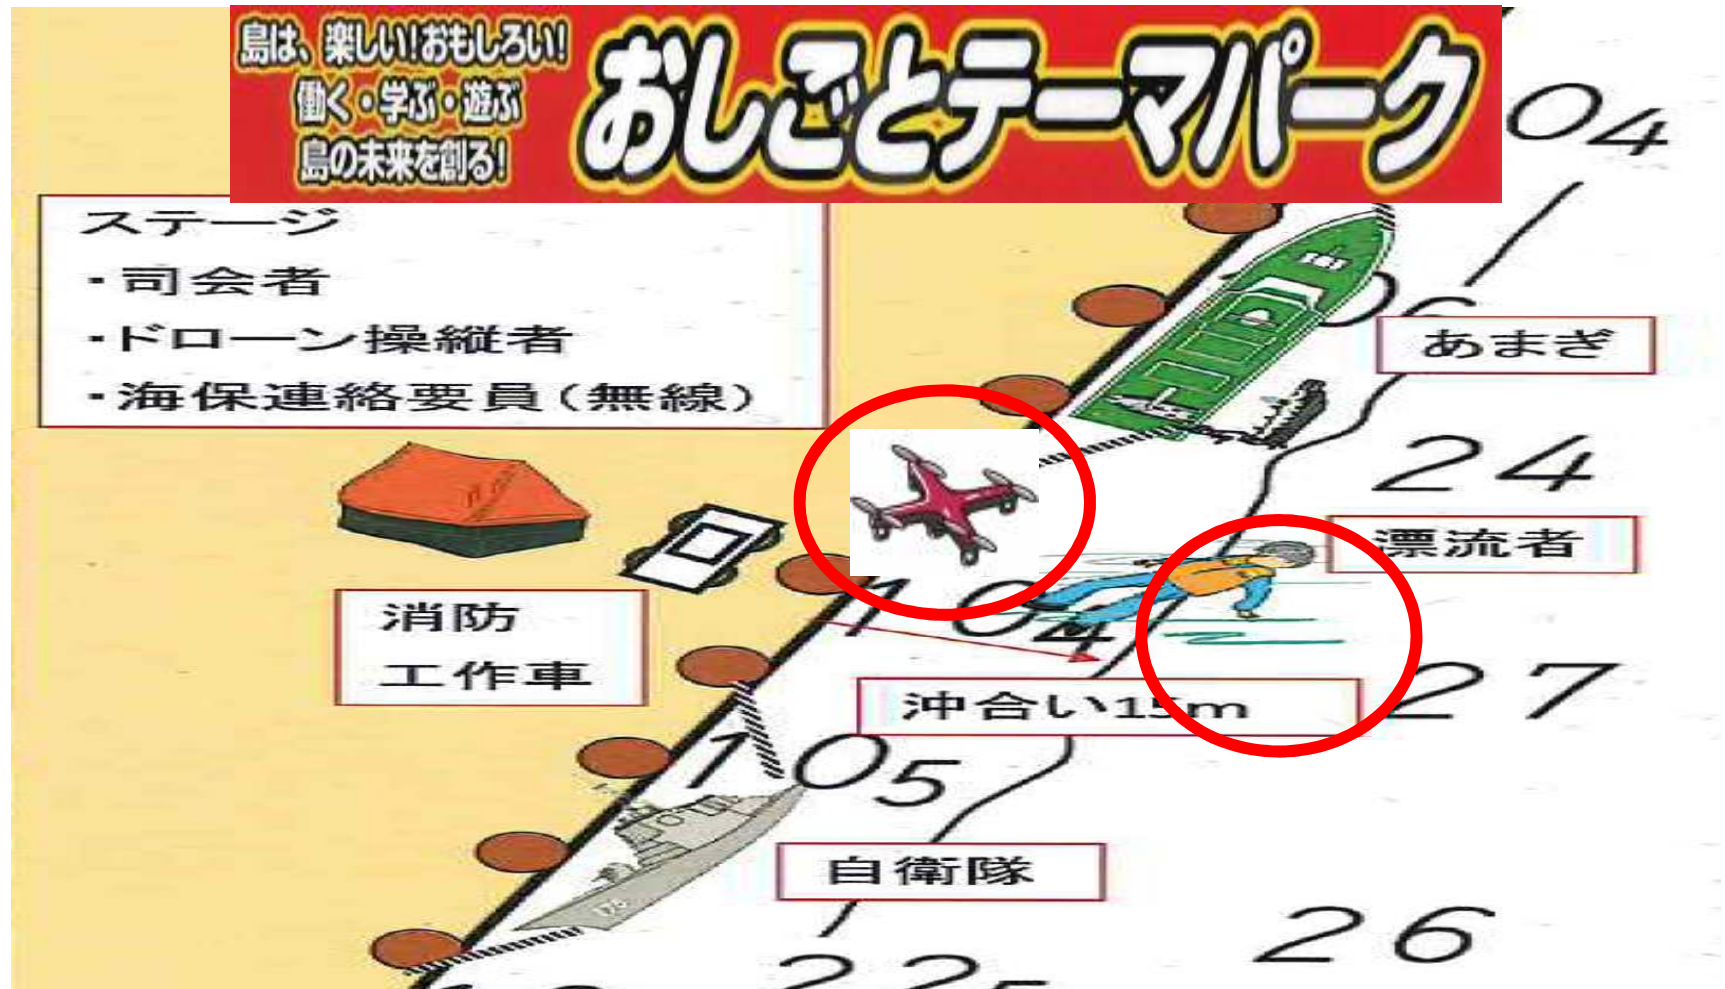 島は、楽しい!おもしろい!
働く・学ぶ・遊ぶ
島の未来を創る!
おしごとテーマパーク
04
ステージ
・司会者
・ドローン操縦者
・海保連絡要員(無線)
あまぎ
24
漂流者
104
消防
工作車
27
沖合い15m
105
自衛隊
26